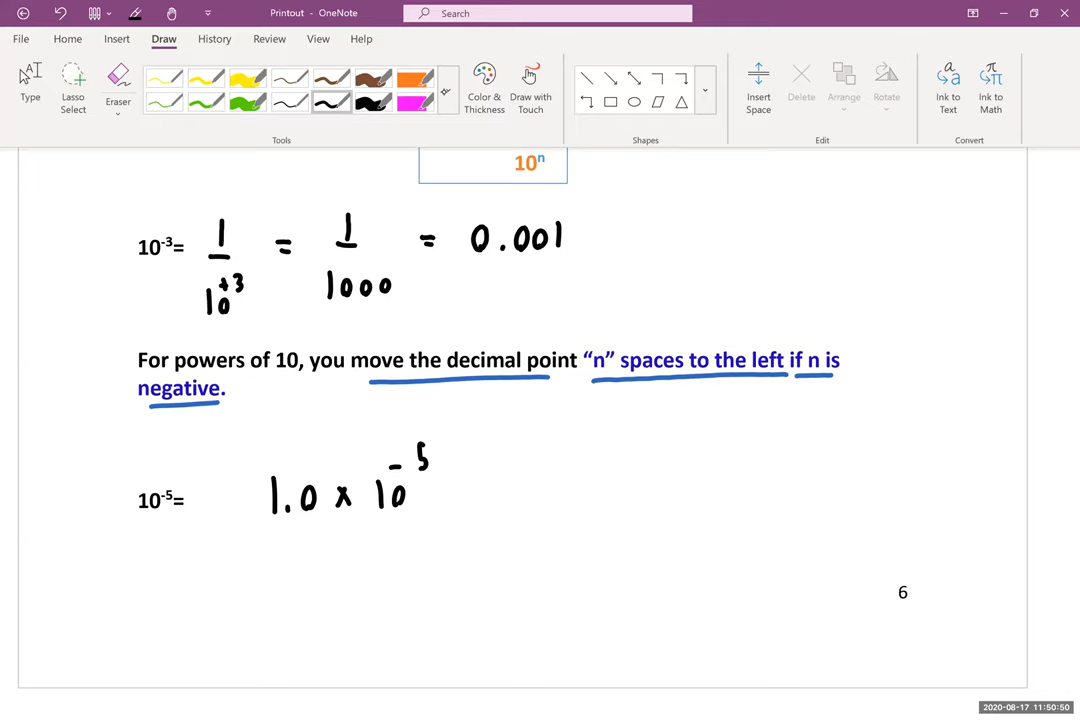 Printout - OneNote
Search
File Home Insert Draw History Review View Help
Type
Lasso Select
Eraser
Color & Thickness
Draw with Touch
Insert Space
Delete
Arrange
Rotate
Ink to Text
Ink to Math
Tools
Shapes
Edit
Convert
10ⁿ
10⁻³= 1/10⁺³ = 1/1000 = 0.001
For powers of 10, you move the decimal point “n” spaces to the left if n is
negative.
10⁻⁵= 1.0 x 10⁻⁵
6
2020-08-17 11:50:50